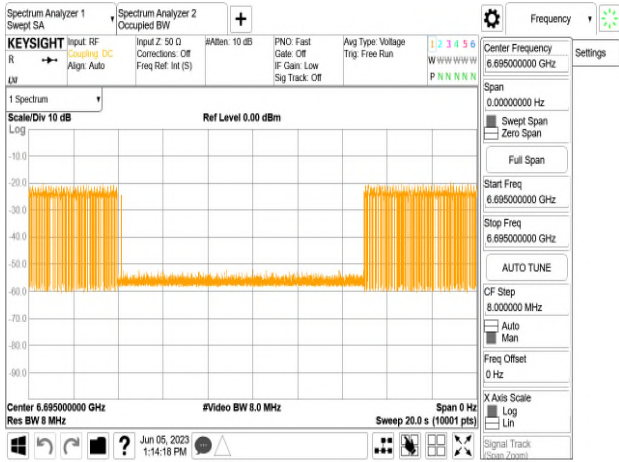 Spectrum Analyzer 1
Swept SA
Spectrum Analyzer 2
Occupied BW
+
Frequency
KEYSIGHT
R
Input: RF
Coupling: DC
Align: Auto
Input Z: 50 Ω
Corrections: Off
Freq Ref: Int (S)
#Atten: 10 dB
PNO: Fast
Gate: Off
IF Gain: Low
Sig Track: Off
Avg Type: Voltage
Trig: Free Run
1 2 3 4 5 6
W W W W W W
P N N N N N
1 Spectrum
Scale/Div 10 dB
Ref Level 0.00 dBm
Log
-10.0
-20.0
-30.0
-40.0
-50.0
-60.0
-70.0
-80.0
-90.0
Center 6.695000000 GHz
Res BW 8 MHz
#Video BW 8.0 MHz
Span 0 Hz
Sweep 20.0 s (10001 pts)
Jun 05, 2023
1:14:18 PM
Center Frequency
6.695000000 GHz
Settings
Span
0.00000000 Hz
Swept Span
Zero Span
Full Span
Start Freq
6.695000000 GHz
Stop Freq
6.695000000 GHz
AUTO TUNE
CF Step
8.000000 MHz
Auto
Man
Freq Offset
0 Hz
X Axis Scale
Log
Lin
Signal Track
(Span Zoom)